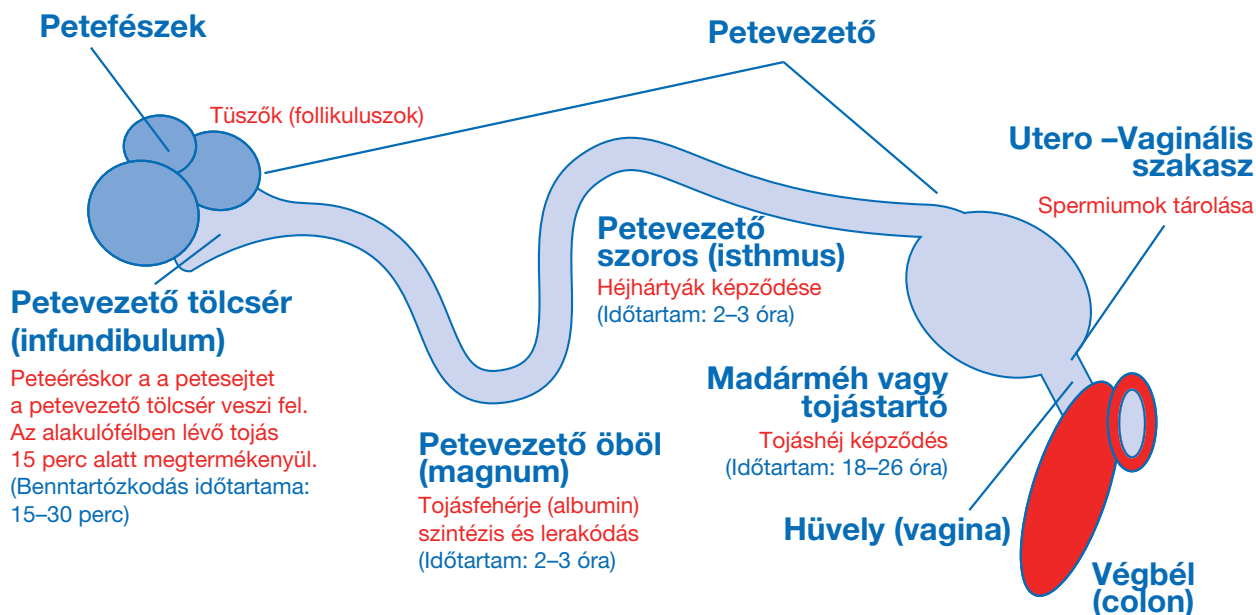 Petefészek
Tüszők (follikuluszok)
Petevezető
Utero –Vaginális
szakasz
Spermiumok tárolása
Petevezető
szoros (isthmus)
Héjhártyák képződése
(Időtartam: 2–3 óra)
Petevezető tölcsér
(infundibulum)
Peteéréskor a a petesejtet
a petevezető tölcsér veszi fel.
Az alakulófélben lévő tojás
15 perc alatt megtermékenyül.
(Benntartózkodás időtartama:
15–30 perc)
Petevezető öböl
(magnum)
Tojásfehérje (albumin)
szintézis és lerakódás
(Időtartam: 2–3 óra)
Madárméh vagy
tojástartó
Tojáshéj képződés
(Időtartam: 18–26 óra)
Hüvely (vagina)
Végbél
(colon)